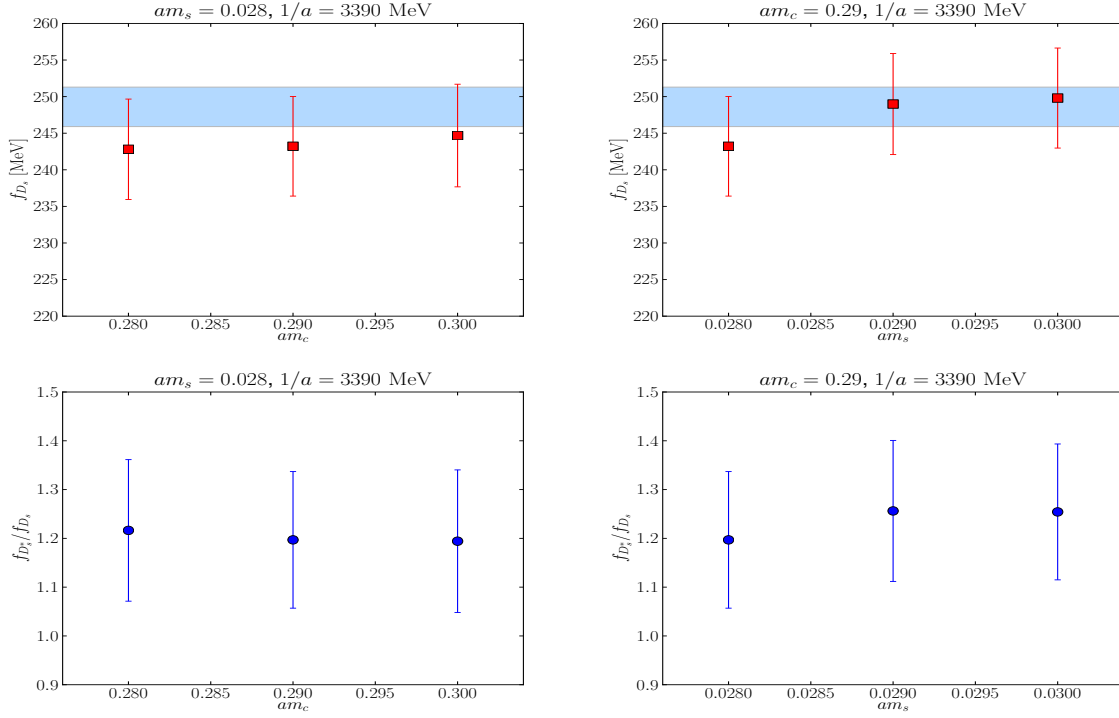 am_s = 0.028, 1/a = 3390 MeV
260
255
250
245
240
235
230
225
220
f_{D_s} [MeV]
0.280 0.285 0.290 0.295 0.300
am_c
am_c = 0.29, 1/a = 3390 MeV
260
255
250
245
240
235
230
225
220
f_{D_s} [MeV]
0.0280 0.0285 0.0290 0.0295 0.0300
am_s
am_s = 0.028, 1/a = 3390 MeV
1.5
1.4
1.3
1.2
1.1
1.0
0.9
f_{D_s^*}/f_{D_s}
0.280 0.285 0.290 0.295 0.300
am_c
am_c = 0.29, 1/a = 3390 MeV
1.5
1.4
1.3
1.2
1.1
1.0
0.9
f_{D_s^*}/f_{D_s}
0.0280 0.0285 0.0290 0.0295 0.0300
am_s